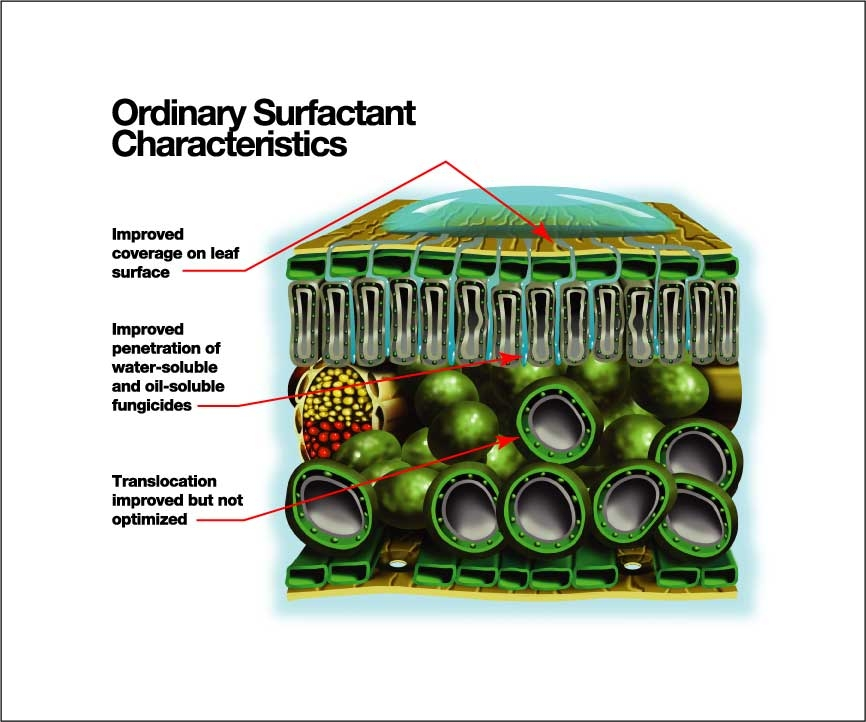 Ordinary Surfactant
Characteristics
Improved
coverage on leaf
surface
Improved
penetration of
water-soluble
and oil-soluble
fungicides
Translocation
improved but not
optimized